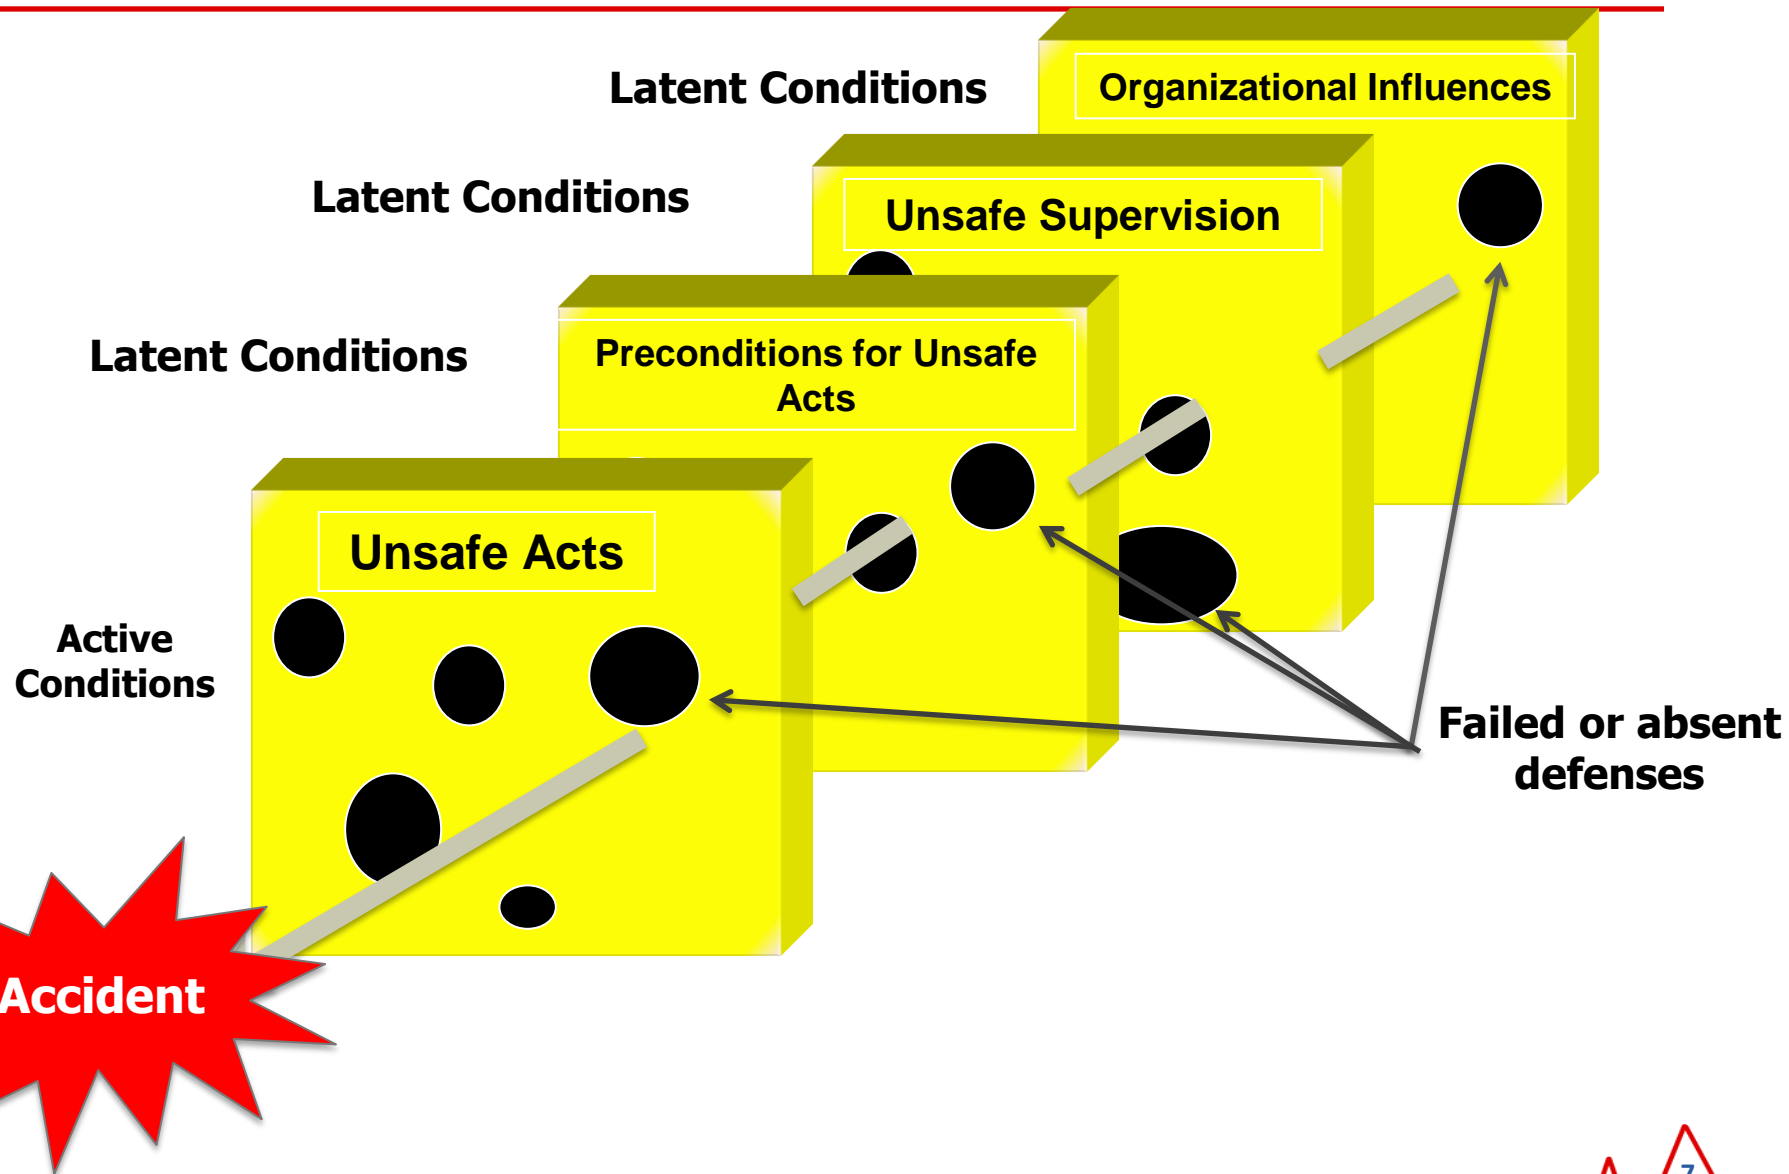 Latent Conditions
Organizational Influences
Latent Conditions
Unsafe Supervision
Latent Conditions
Preconditions for Unsafe
Acts
Unsafe Acts
Active
Conditions
Failed or absent
defenses
Accident
7